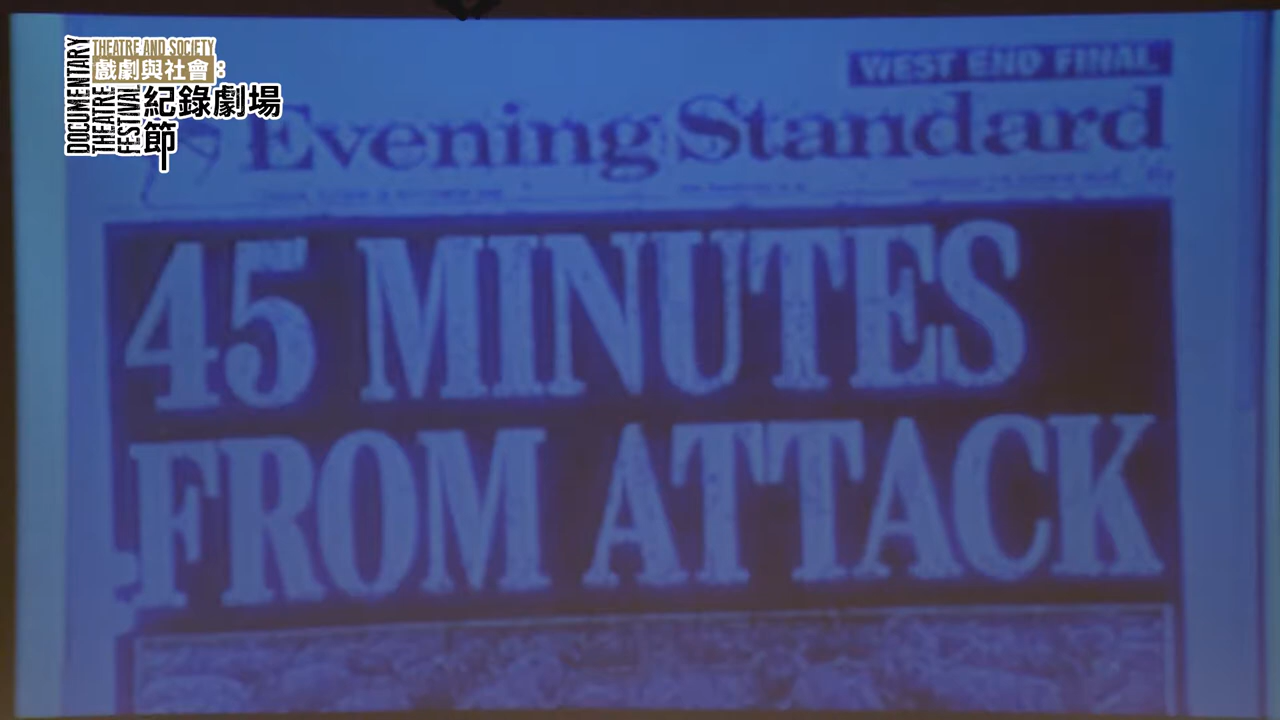 THEATRE AND SOCIETY
戲劇與社會:
DOCUMENTARY
THEATRE
FESTIVAL
紀錄劇場
節
WEST END FINAL
Evening Standard
45 MINUTES
FROM ATTACK